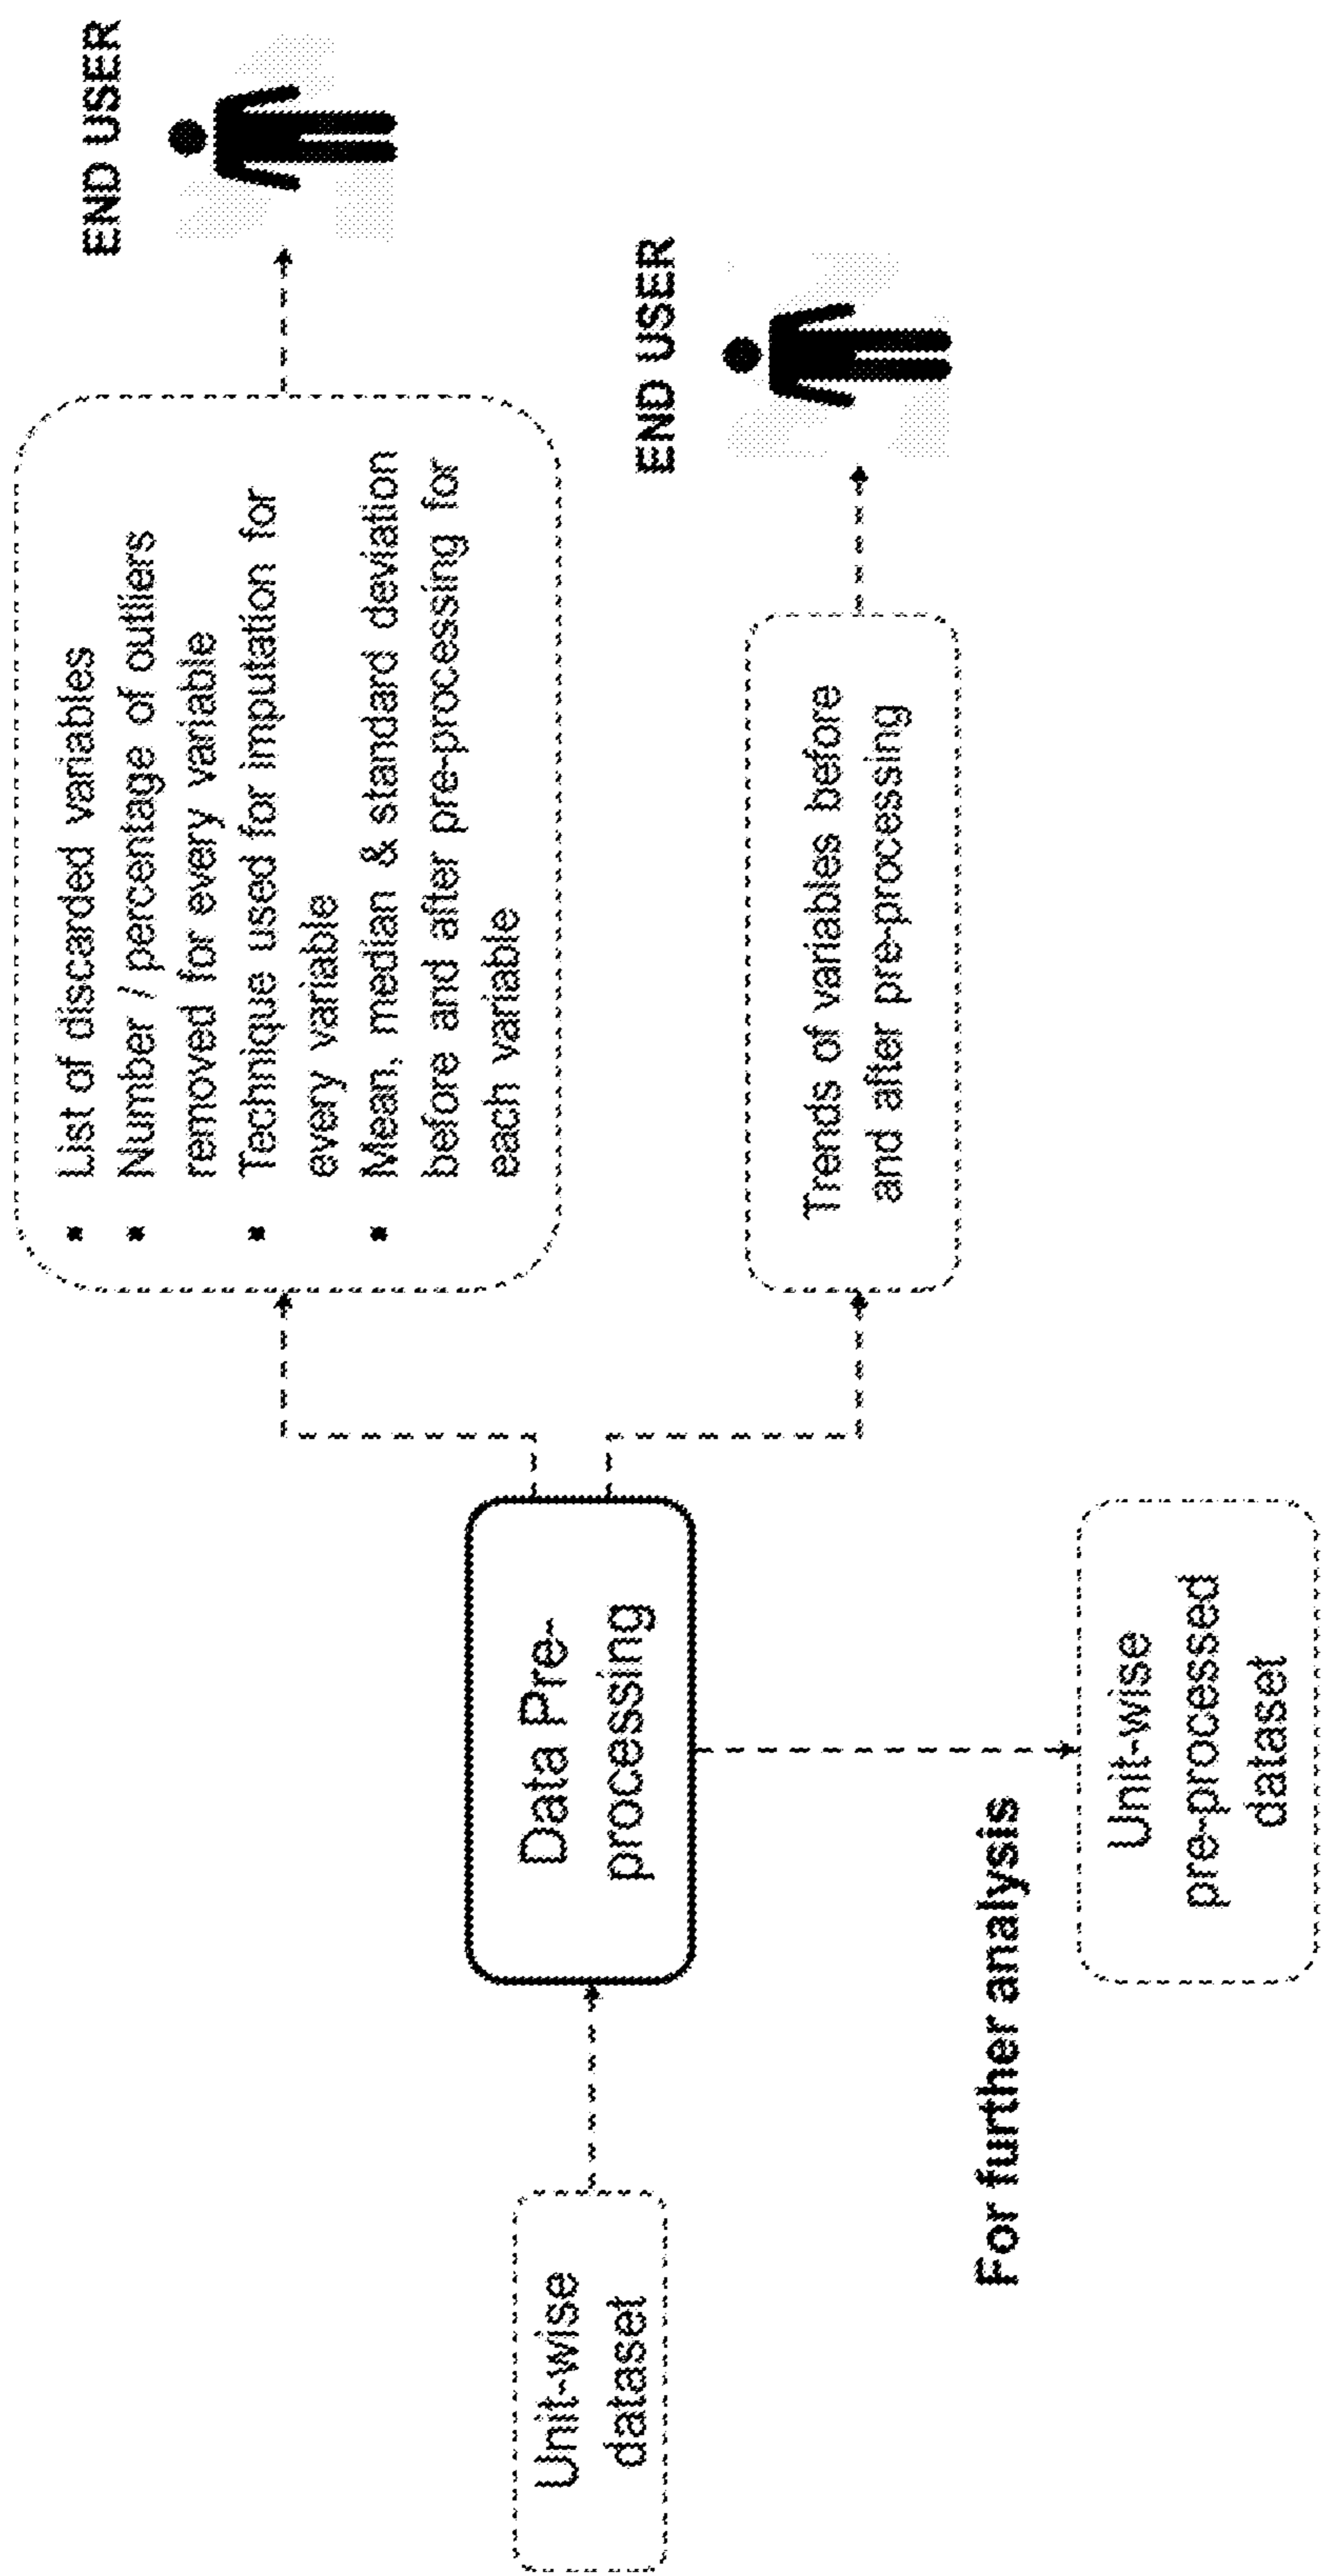 Unit-wise
dataset
Data Pre-
processing
For further analysis
Unit-wise
pre-processed
dataset
▪ List of discarded variables
▪ Number / percentage of outliers
removed for every variable
▪ Technique used for imputation for
every variable
▪ Mean, median & standard deviation
before and after pre-processing for
each variable
END USER
Trends of variables before
and after pre-processing
END USER